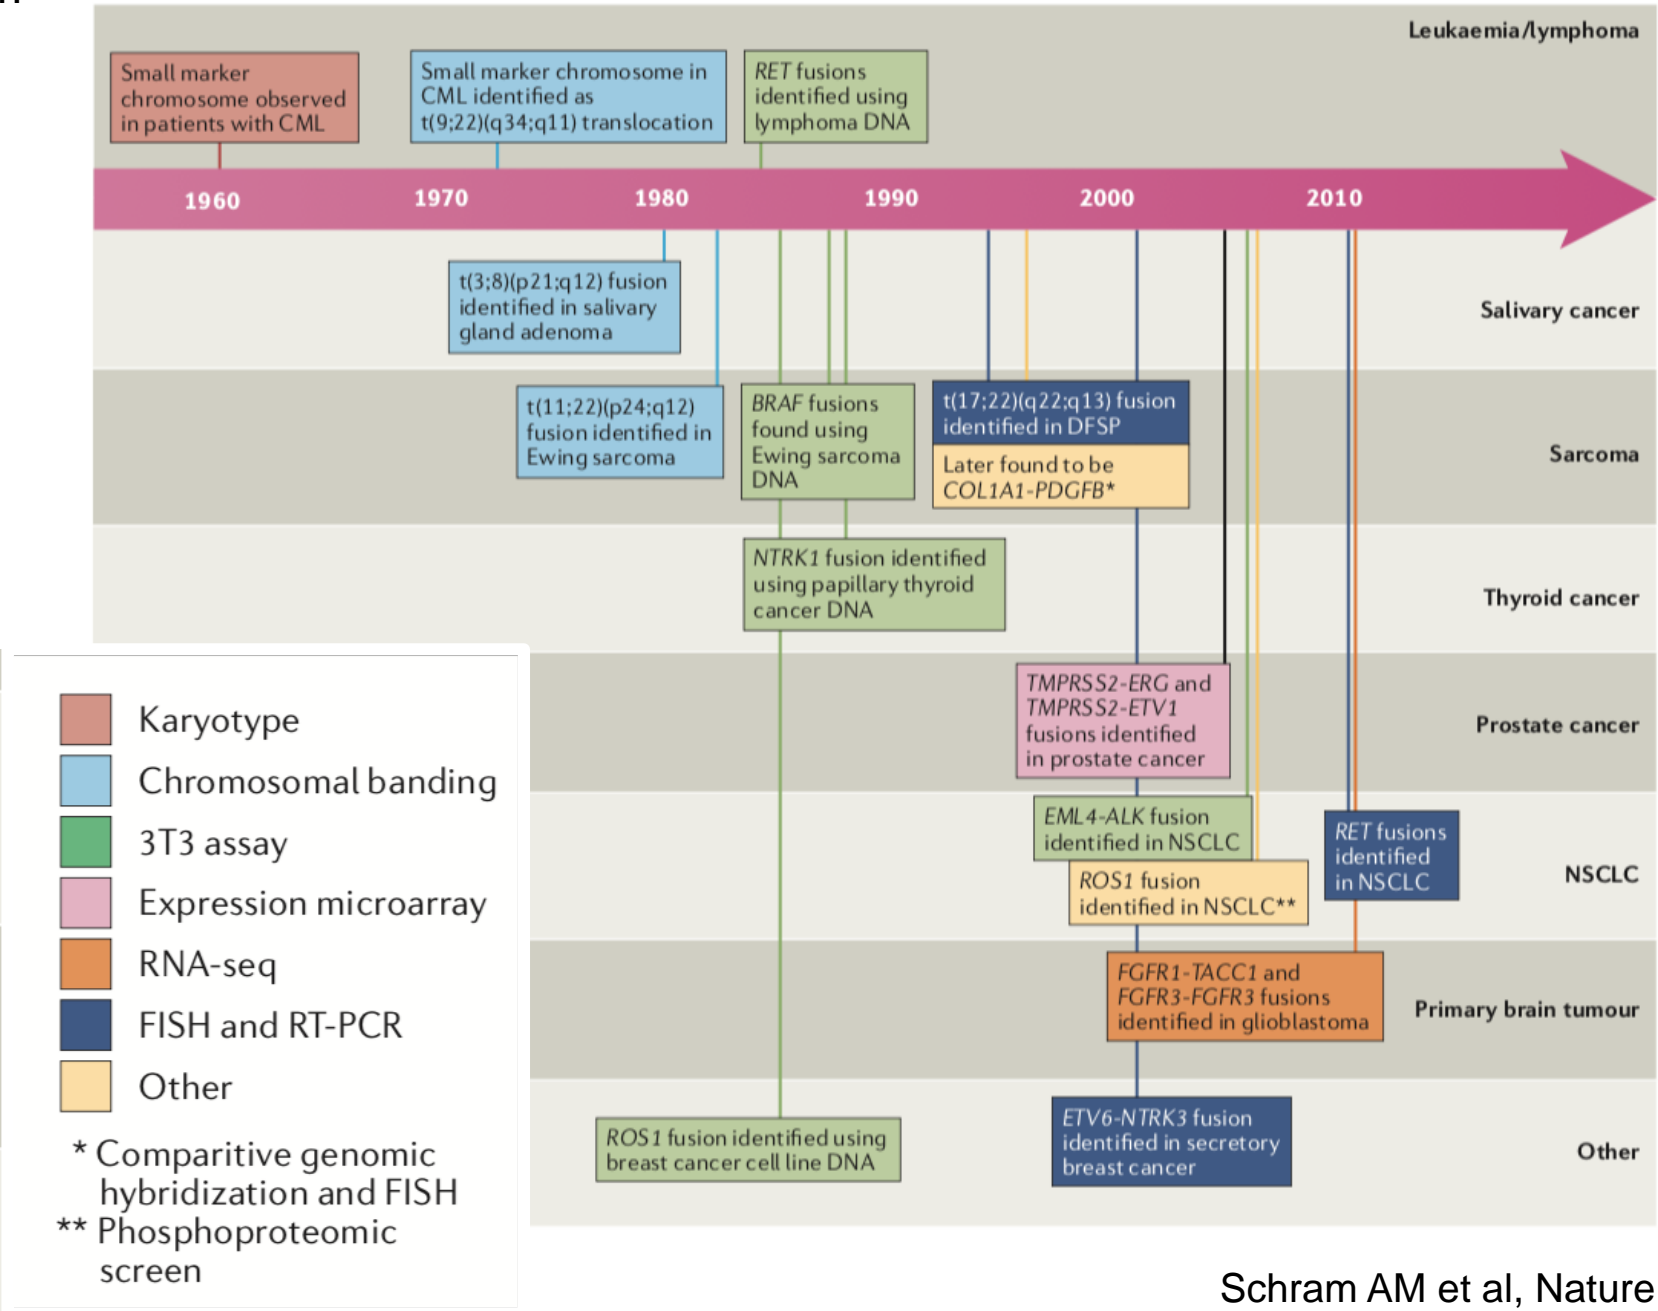 Leukaemia/lymphoma
Small marker
chromosome observed
in patients with CML
Small marker chromosome in
CML identified as
t(9;22)(q34;q11) translocation
RET fusions
identified using
lymphoma DNA
1960
1970
1980
1990
2000
2010
t(3;8)(p21;q12) fusion
identified in salivary
gland adenoma
Salivary cancer
t(11;22)(p24;q12)
fusion identified in
Ewing sarcoma
BRAF fusions
found using
Ewing sarcoma
DNA
t(17;22)(q22;q13) fusion
identified in DFSP
Later found to be
COL1A1-PDGFB*
Sarcoma
NTRK1 fusion identified
using papillary thyroid
cancer DNA
Thyroid cancer
TMPRSS2-ERG and
TMPRSS2-ETV1
fusions identified
in prostate cancer
Prostate cancer
EML4-ALK fusion
identified in NSCLC
ROS1 fusion
identified in NSCLC**
RET fusions
identified
in NSCLC
NSCLC
FGFR1-TACC1 and
FGFR3-FGFR3 fusions
identified in glioblastoma
Primary brain tumour
ROS1 fusion identified using
breast cancer cell line DNA
ETV6-NTRK3 fusion
identified in secretory
breast cancer
Other
Karyotype
Chromosomal banding
3T3 assay
Expression microarray
RNA-seq
FISH and RT-PCR
Other
* Comparitive genomic
hybridization and FISH
** Phosphoproteomic
screen
Schram AM et al, Nature